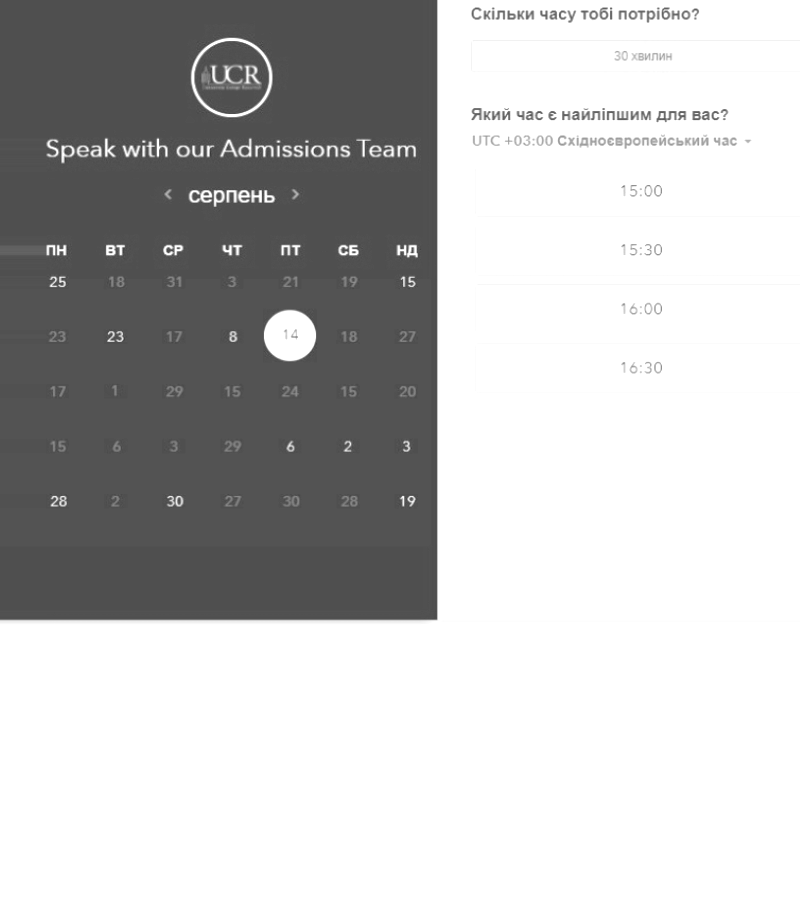 UCR
Speak with our Admissions Team
< серпень >
ПН ВТ СР ЧТ ПТ СБ НД
25 18 31 3 21 19 15
23 23 17 8 14 18 27
17 1 29 15 24 15 20
15 6 3 29 6 2 3
28 2 30 27 30 28 19
Скільки часу тобі потрібно?
30 хвилин
Який час є найліпшим для вас?
UTC +03:00 Східноєвропейський час
15:00
15:30
16:00
16:30